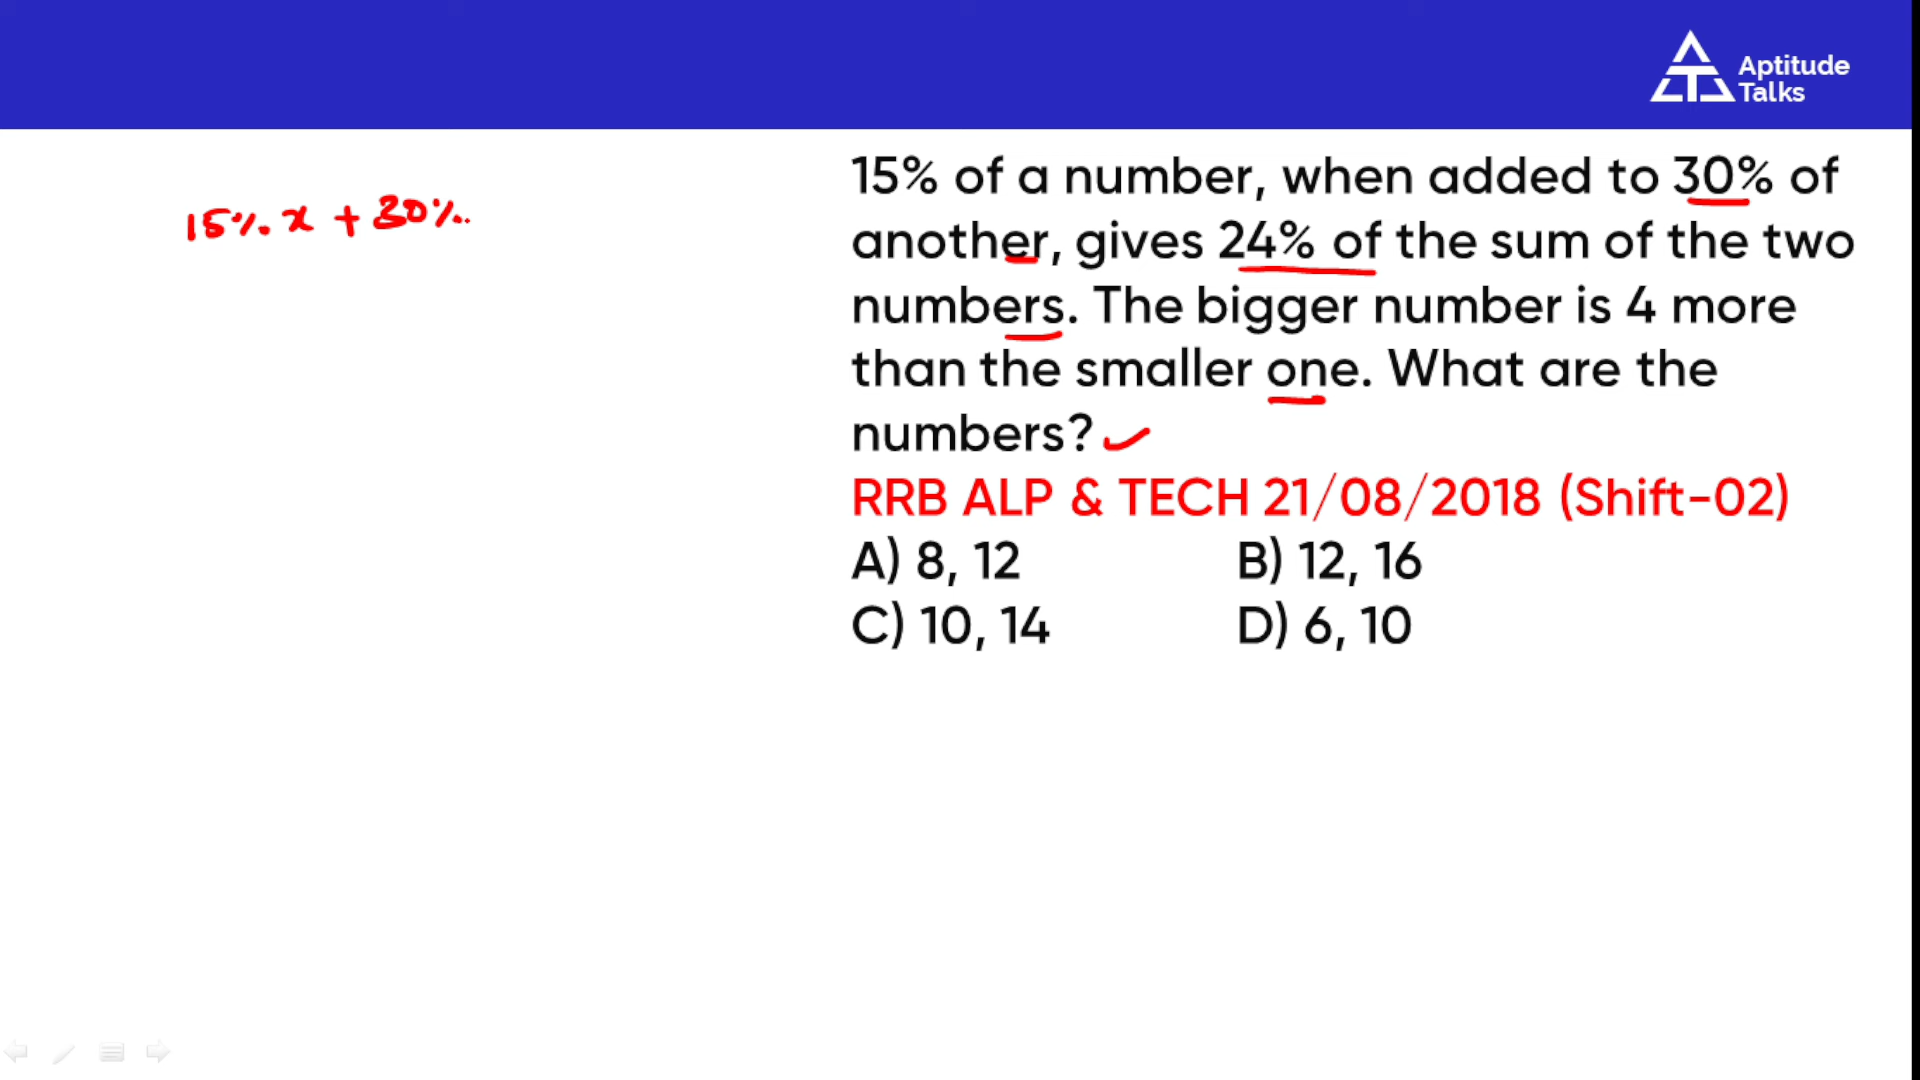 Aptitude
Talks
15% x + 30%
15% of a number, when added to 30% of
another, gives 24% of the sum of the two
numbers. The bigger number is 4 more
than the smaller one. What are the
numbers?
RRB ALP & TECH 21/08/2018 (Shift-02)
A) 8, 12 B) 12, 16
C) 10, 14 D) 6, 10